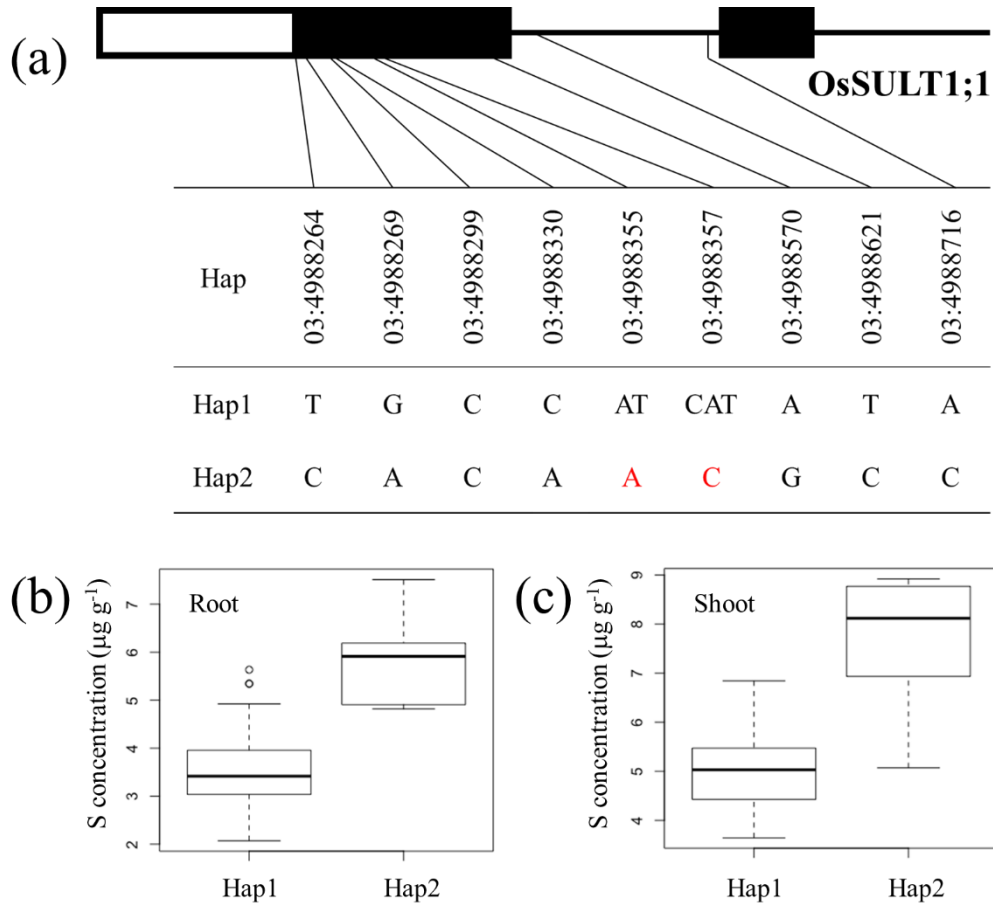 (a)
OsSULT1;1
Hap 03:4988264 03:4988269 03:4988299 03:4988330 03:4988355 03:4988357 03:4988570 03:4988621 03:4988716
Hap1 T G C C AT CAT A T A
Hap2 C A C A A C G C C
(b)
S concentration (µg g⁻¹)
Root
7
6
5
4
3
2
Hap1 Hap2
(c)
S concentration (µg g⁻¹)
Shoot
9
8
7
6
5
4
Hap1 Hap2